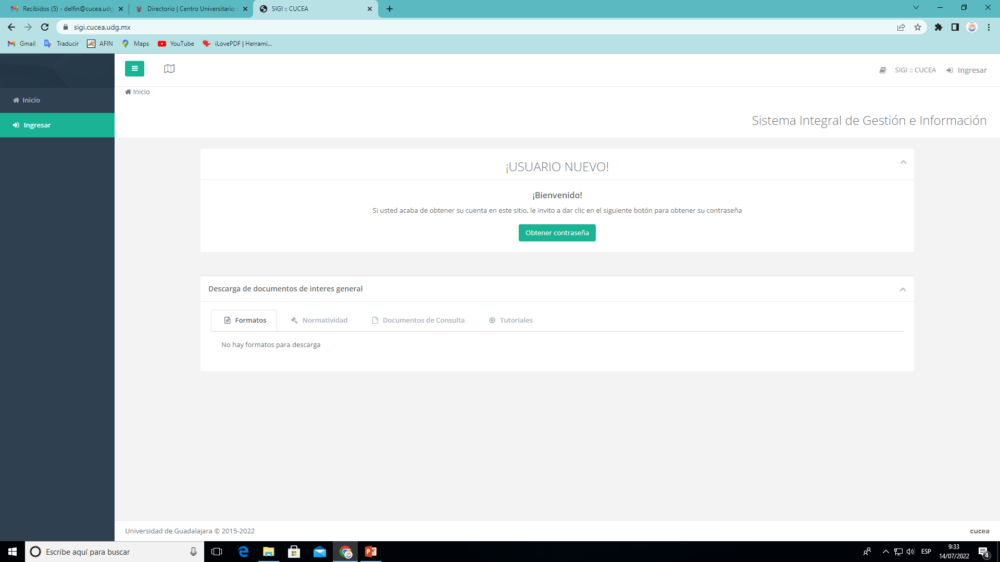 Recibidos (5) - delfin@cucea.udg
Directorio | Centro Universitario
SIGI :: CUCEA
sigi.cucea.udg.mx
Gmail
Traducir
AFIN
Maps
YouTube
iLovePDF | Herrami...
SIGI :: CUCEA
Ingresar
Inicio
Inicio
Ingresar
Sistema Integral de Gestión e Información
¡USUARIO NUEVO!
¡Bienvenido!
Si usted acaba de obtener su cuenta en este sitio, le invito a dar clic en el siguiente botón para obtener su contraseña
Obtener contraseña
Descarga de documentos de interes general
Formatos
Normatividad
Documentos de Consulta
Tutoriales
No hay formatos para descarga
Universidad de Guadalajara © 2015-2022
cucea
Escribe aquí para buscar
ESP
9:33
14/07/2022
4